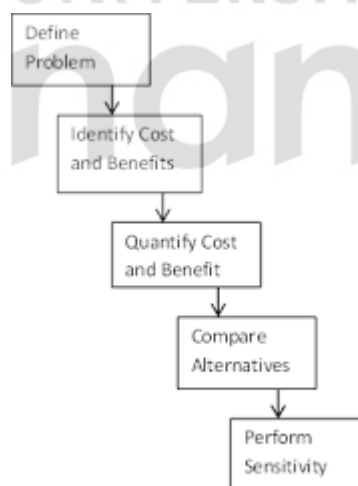 Define
Problem
Identify Cost
and Benefits
Quantify Cost
and Benefit
Compare
Alternatives
Perform
Sensitivity